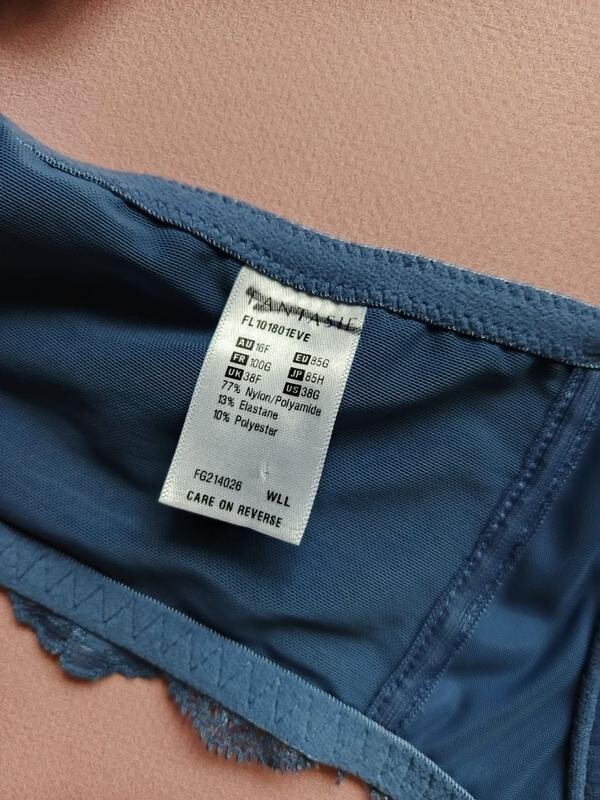 FANTASIE
FL101801EVE
AU 16F EU 85G
FR 100G JP 85H
UK 38F US 38G
77% Nylon/Polyamide
13% Elastane
10% Polyester
FG214026 WLL
CARE ON REVERSE